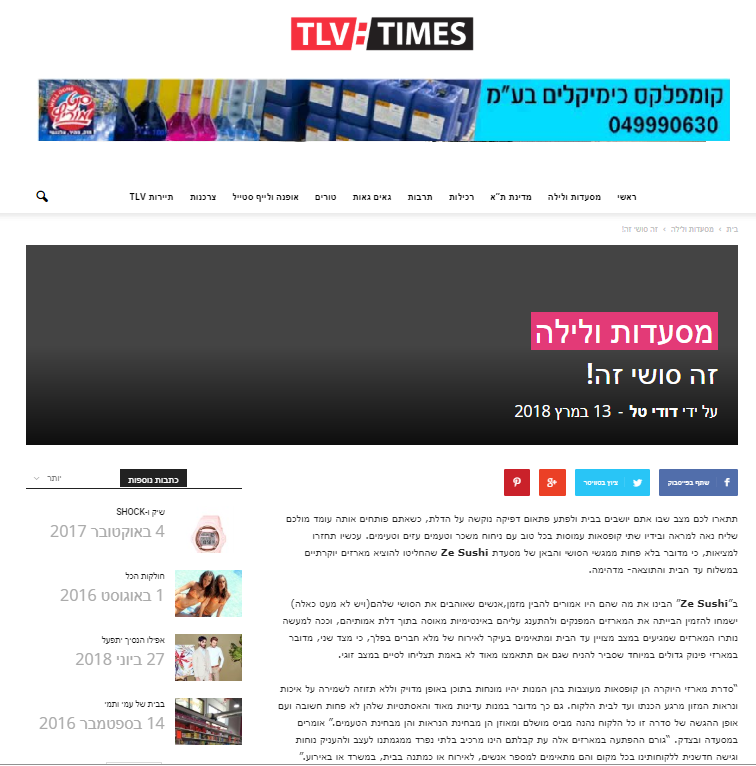 TLV:TIMES
קומפלקס כימיקלים בע"מ
049990630
ראשי
מסעדות ולילה
מדינת ת"א
רכילות
תרבות
גאים גאות
טורים
אופנה ולייף סטייל
צרכנות
תיירות TLV
בית › מסעדות ולילה › זה סושי זה!
מסעדות ולילה
זה סושי זה!
על ידי דודי טל - 13 במרץ 2018
שתף בפייסבוק
ציוץ בטוויטר
תתארו לכם מצב שבו אתם יושבים בבית ולפתע פתאום דפיקה נוקשה על הדלת, כשאתם פותחים אותה עומד מולכם
שליח נאה למראה ובידיו שתי קופסאות עמוסות בכל טוב עם ניחוח משכר וטעמים עזים וטעימים. עכשיו תחזרו
למציאות, כי מדובר בלא פחות ממגשי הסושי והבאן של מסעדת Ze Sushi שהחליטו להוציא מארזים יוקרתיים
במשלוח עד הבית והתוצאה- מדהימה.
ב"Ze Sushi" הבינו את מה שהם היו אמורים להבין מזמן,אנשים שאוהבים את הסושי שלהם(ויש לא מעט כאלה)
ישמחו להזמין הבייתה את המארזים המפנקים ולהתענג עליהם באינטימיות מאוסה בתוך דלת אמותיהם, וככה למעשה
נותרו המארזים שמגיעים במצב מצויין עד הבית ומתאימים בעיקר לאירוח של מלא חברים בפלך, כי מצד שני, מדובר
במארזי פינוק גדולים במיוחד שסביר להניח שגם אם תתאמצו מאוד לא באמת תצליחו לסיים במצב זוגי.
"סדרת מארזי היוקרה הן קופסאות מעוצבות בהן המנות יהיו מונחות בתוכן באופן מדויק וללא תזוזה לשמירה על איכות
ונראות המזון מרגע הכנתו ועד לבית הלקוח. גם כך מדובר במנות עדינות מאוד והאסתטיות שלהן לא פחות חשובה ועם
אופן ההגשה של סדרה זו כל הלקוח נהנה מביס מושלם ומאוזן הן מבחינת הנראות והן מבחינת הטעמים." אומרים
במסעדה ובצדק. "גורם ההפתעה במארזים אלה עת קבלתם הינו מרכיב בלתי נפרד ממגמתנו לעצב ולהעניק נוחות
וגישה חדשנית ללקוחותינו בכל מקום והם מתאימים למספר אנשים, לאירוח או כמתנה בבית, במשרד או באירוע."
כתבות נוספות
יותר
שיק ו-SHOCK
4 באוקטובר 2017
חולקות הכל
1 באוגוסט 2016
אפילו הנסיך יתפעל
27 ביוני 2018
בבית של עמי ותמי
14 בספטמבר 2016